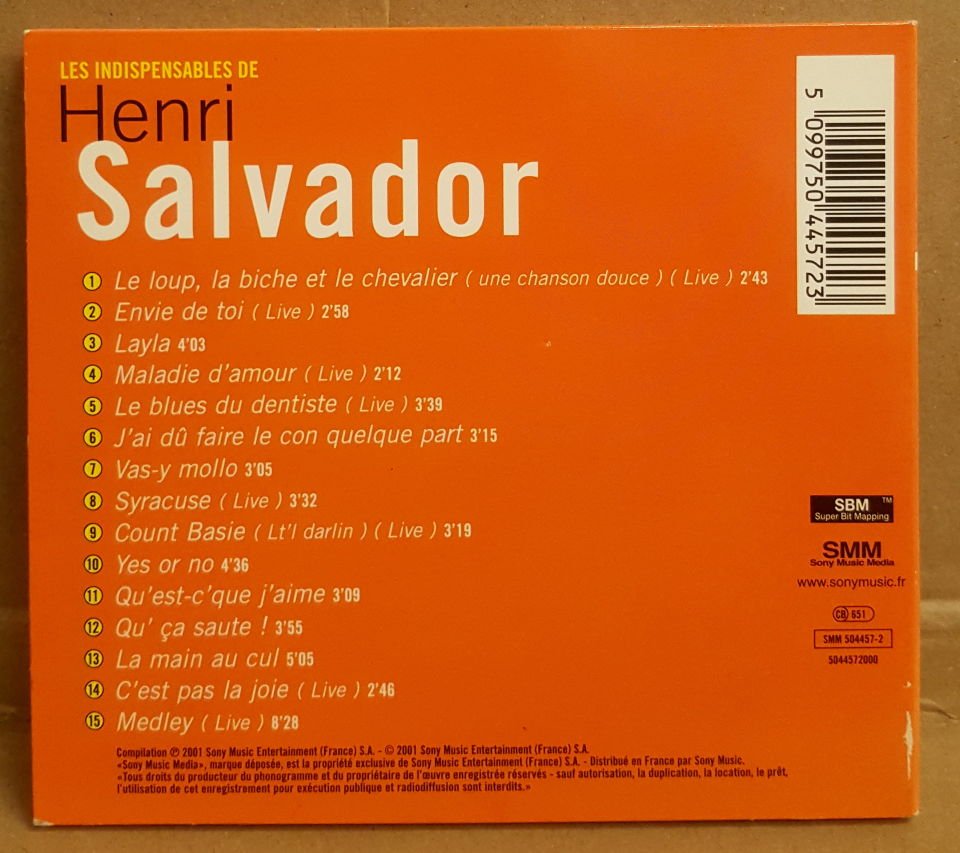 LES INDISPENSABLES DE
Henri
Salvador
5 099750 445723
1 Le loup, la biche et le chevalier ( une chanson douce ) ( Live ) 2'43
2 Envie de toi ( Live ) 2'58
3 Layla 4'03
4 Maladie d'amour ( Live ) 2'12
5 Le blues du dentiste ( Live ) 3'39
6 J'ai dû faire le con quelque part 3'15
7 Vas-y mollo 3'05
8 Syracuse ( Live ) 3'32
9 Count Basie ( Lt'l darlin ) ( Live ) 3'19
10 Yes or no 4'36
11 Qu'est-c'que j'aime 3'09
12 Qu' ça saute ! 3'55
13 La main au cul 5'05
14 C'est pas la joie ( Live ) 2'46
15 Medley ( Live ) 8'28
SBM TM
Super Bit Mapping
SMM
Sony Music Media
www.sonymusic.fr
CB 651
SMM 504457-2
5044572000
Compilation ℗ 2001 Sony Music Entertainment (France) S.A. - © 2001 Sony Music Entertainment (France) S.A.
«Sony Music Media», marque déposée, est la propriété exclusive de Sony Music Entertainment (France) S.A. - Distribué en France par Sony Music.
«Tous droits du producteur du phonogramme et du propriétaire de l'œuvre enregistrée réservés - sauf autorisation, la duplication, la location, le prêt,
l'utilisation de cet enregistrement pour exécution publique et radiodiffusion sont interdits.»